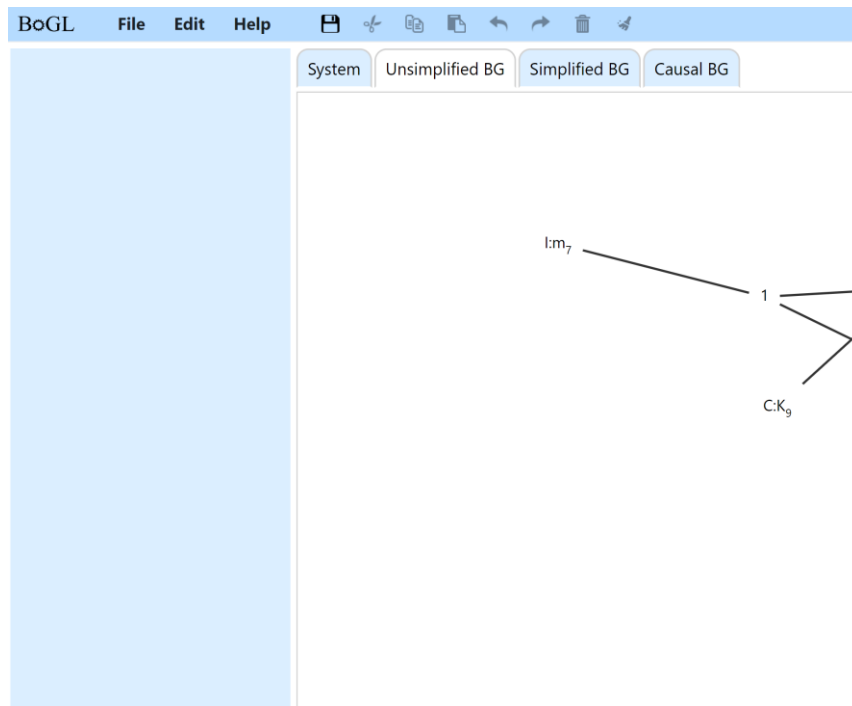 BoGL File Edit Help
System Unsimplified BG Simplified BG Causal BG
I:m₇
1
C:K₉